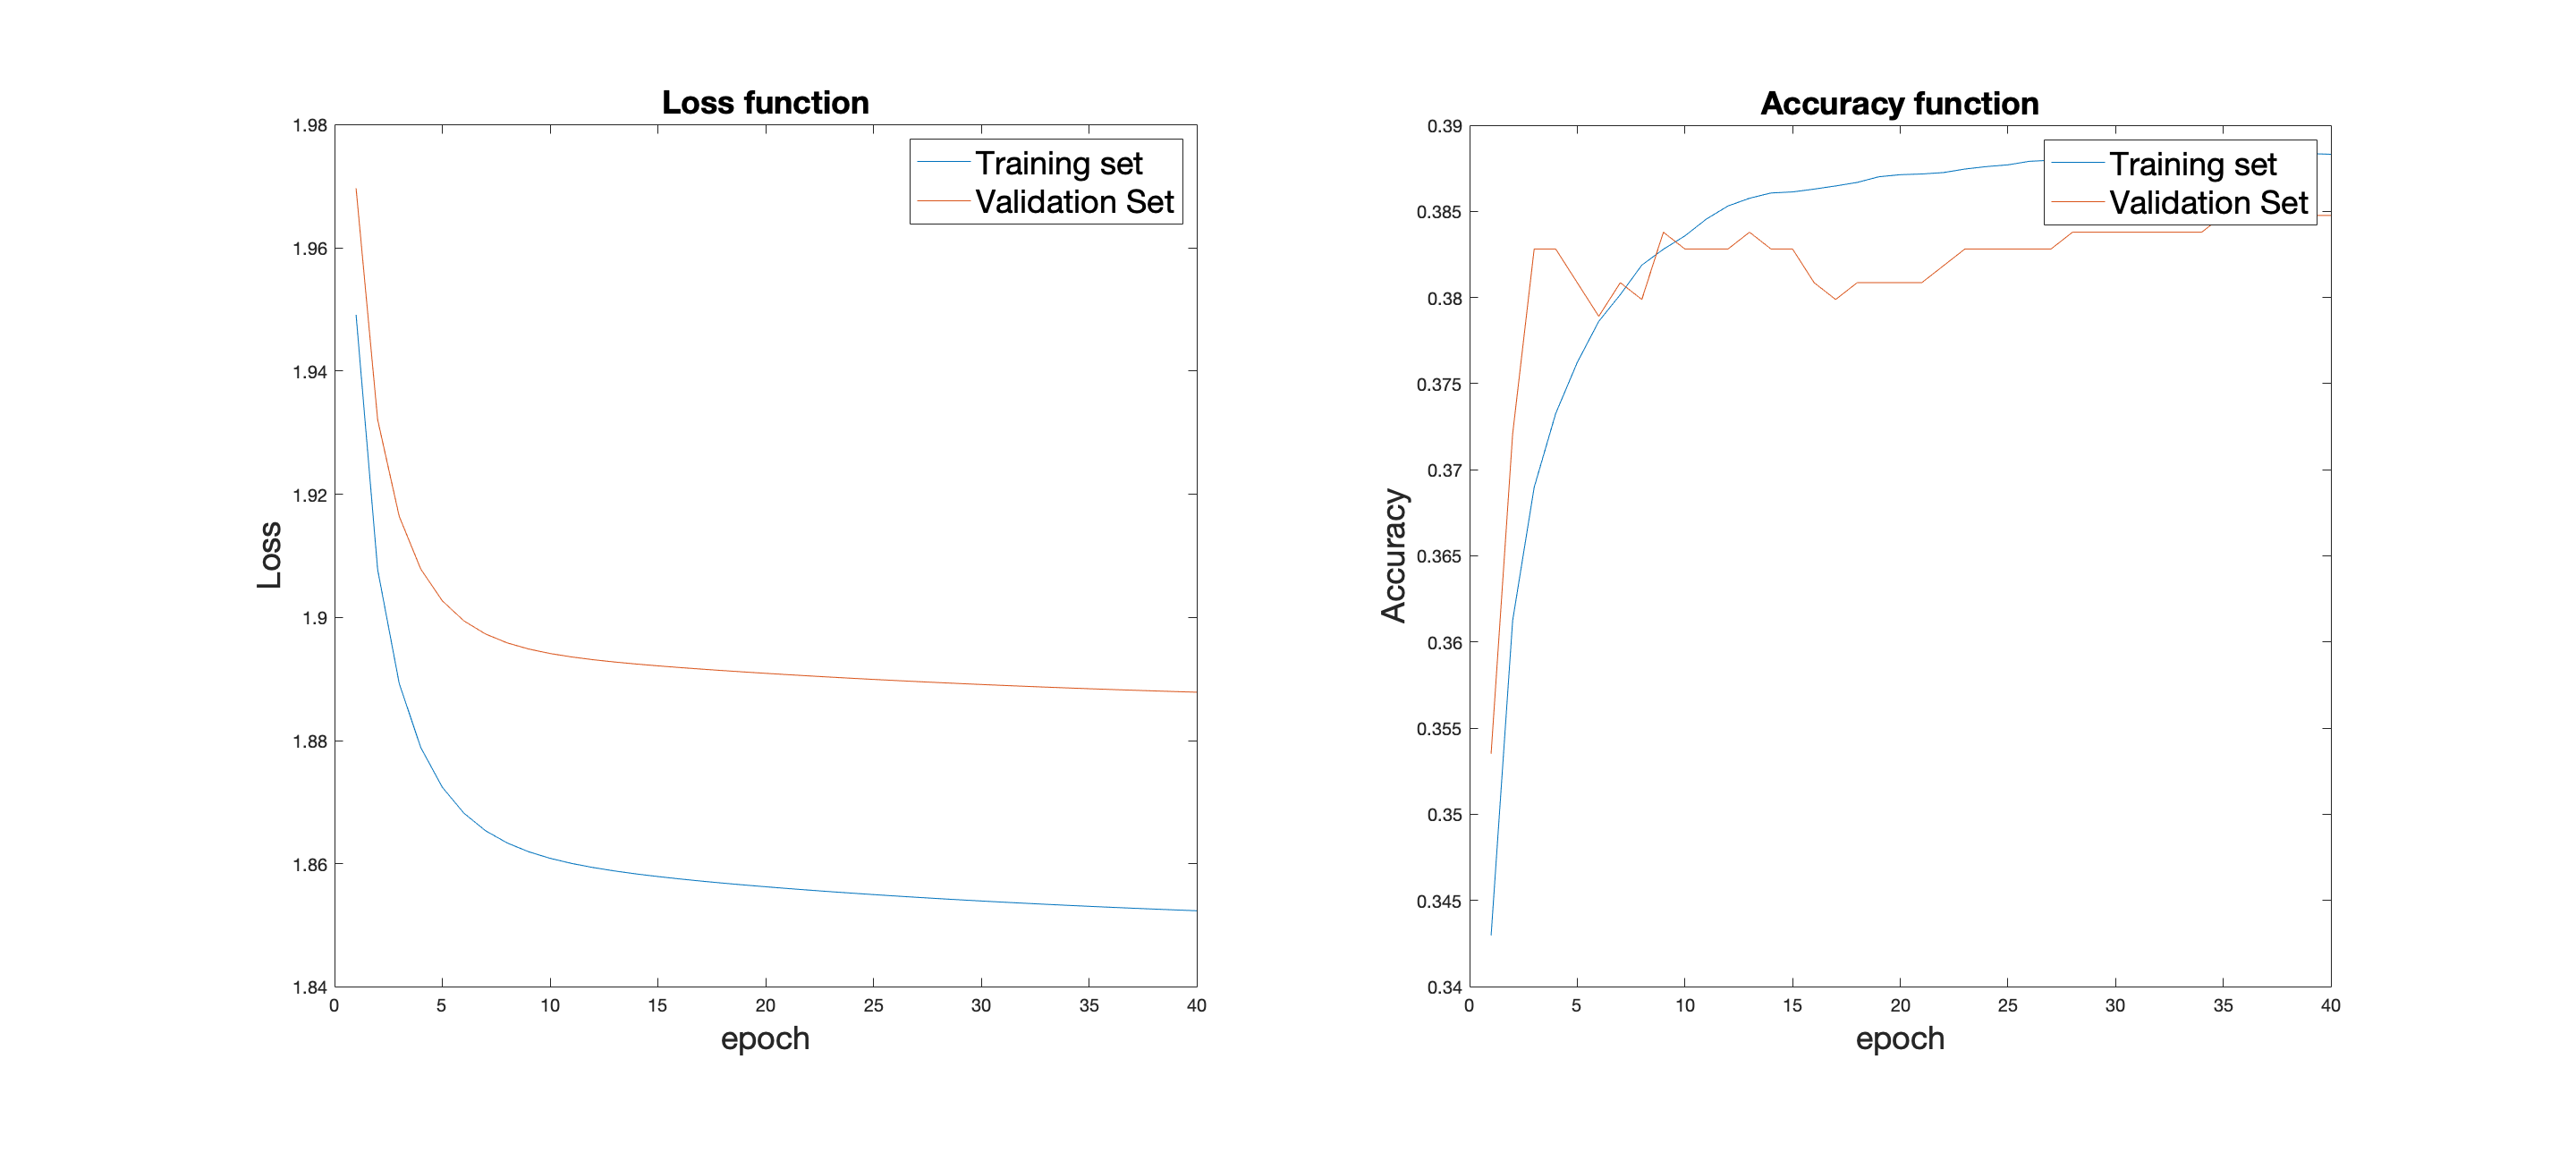 Loss function
1.98
1.96
1.94
1.92
1.9
1.88
1.86
1.84
Loss
0 5 10 15 20 25 30 35 40
epoch
Training set
Validation Set
Accuracy function
0.39
0.385
0.38
0.375
0.37
0.365
0.36
0.355
0.35
0.345
0.34
Accuracy
0 5 10 15 20 25 30 35 40
epoch
Training set
Validation Set